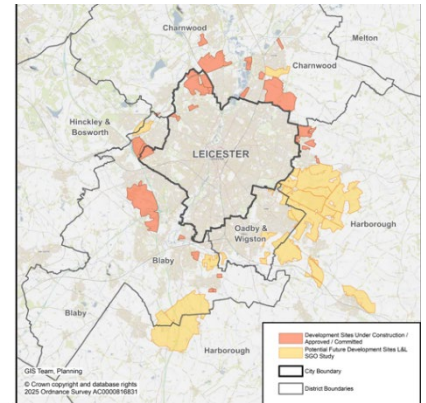 Charnwood
Melton
Charnwood
Hinckley &
Bosworth
LEICESTER
Oadby &
Wigston
Harborough
Blaby
Blaby
Harborough
Development Sites Under Construction /
Approved / Committed
Potential Future Development Sites L&L
SGO Study
City Boundary
District Boundaries
GIS Team, Planning
© Crown copyright and database rights
2025 Ordnance Survey AC0000816831